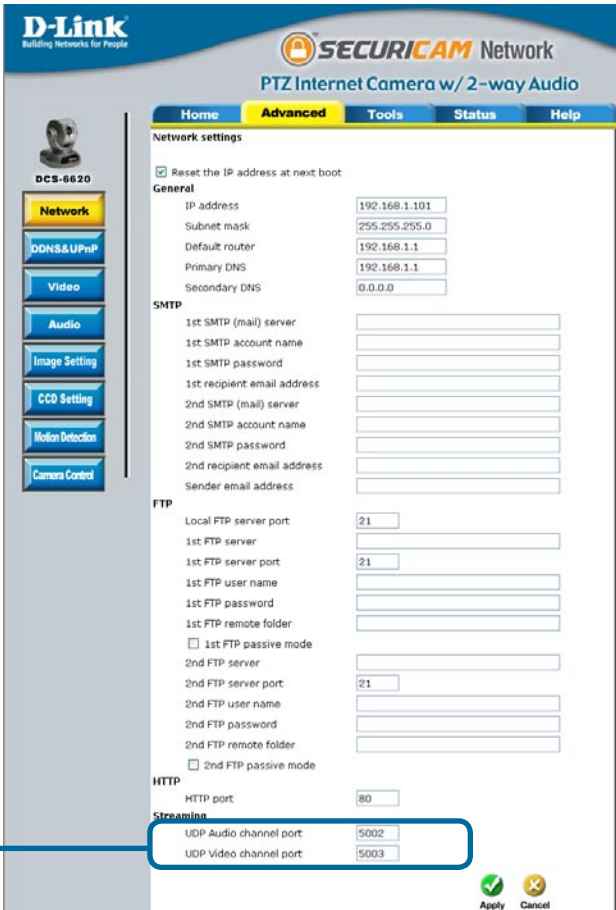 D-Link
Building Networks for People
SECURICAM Network
PTZ Internet Camera w/ 2-way Audio
Home Advanced Tools Status Help
DCS-6620
Network
DDNS&UPnP
Video
Audio
Image Setting
CCD Setting
Motion Detection
Camera Control
Network settings
Reset the IP address at next boot
General
IP address 192.168.1.101
Subnet mask 255.255.255.0
Default router 192.168.1.1
Primary DNS 192.168.1.1
Secondary DNS 0.0.0.0
SMTP
1st SMTP (mail) server
1st SMTP account name
1st SMTP password
1st recipient email address
2nd SMTP (mail) server
2nd SMTP account name
2nd SMTP password
2nd recipient email address
Sender email address
FTP
Local FTP server port 21
1st FTP server
1st FTP server port 21
1st FTP user name
1st FTP password
1st FTP remote folder
1st FTP passive mode
2nd FTP server
2nd FTP server port 21
2nd FTP user name
2nd FTP password
2nd FTP remote folder
2nd FTP passive mode
HTTP
HTTP port 80
Streaming
UDP Audio channel port 5002
UDP Video channel port 5003
Apply Cancel